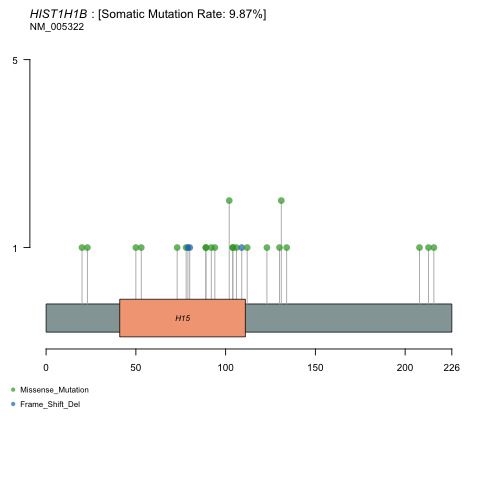 HIST1H1B : [Somatic Mutation Rate: 9.87%]
NM_005322
5
1
H15
0 50 100 150 200 226
Missense_Mutation
Frame_Shift_Del